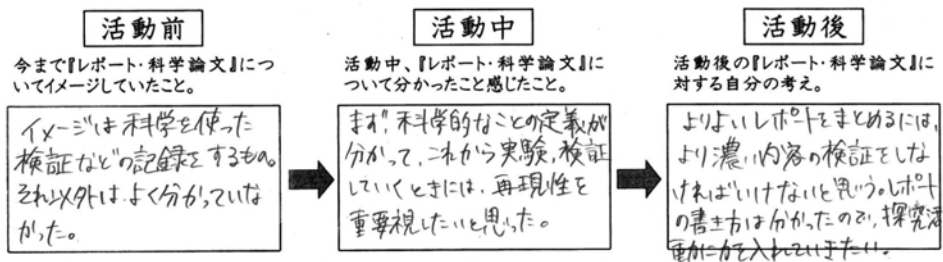 活動前
今まで『レポート・科学論文』につ
いてイメージしていたこと。
イメージは科学を使った
検証などの記録をするもの。
それ以外は、よく分かっていな
かった。
活動中
活動中、『レポート・科学論文』に
ついて分かったこと感じたこと。
まず、科学的なことの定義が
分かって、これから実験、検証
していくときには、再現性を
重要視したいと思った。
活動後
活動後の『レポート・科学論文』に
対する自分の考え。
よりよいレポートをまとめるには、
より濃い内容の検証をしな
ければいけないと思う。レポート
の書き方は分かったので、探究活
動に力を入れていきたい。